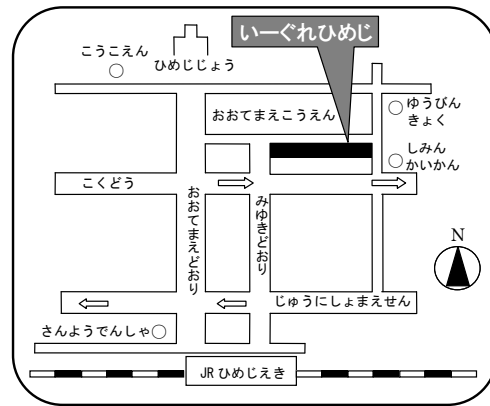 いーぐれひめじ
こうこえん
ひめじじょう
おおてまえこうえん
ゆうびん
きょく
しみん
かいかん
こくどう
おおてまえどおり
みゆきどおり
N
じゅうにしょまえせん
さんようでんしゃ
JRひめじえき